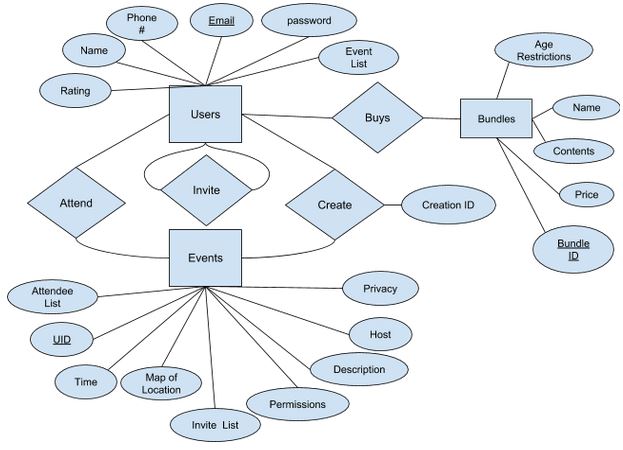 Phone
#
Email
password
Name
Event
List
Age
Restrictions
Rating
Users
Buys
Bundles
Name
Contents
Attend
Invite
Create
Creation ID
Price
Bundle
ID
Events
Attendee
List
Privacy
UID
Host
Time
Map of
Location
Description
Permissions
Invite List